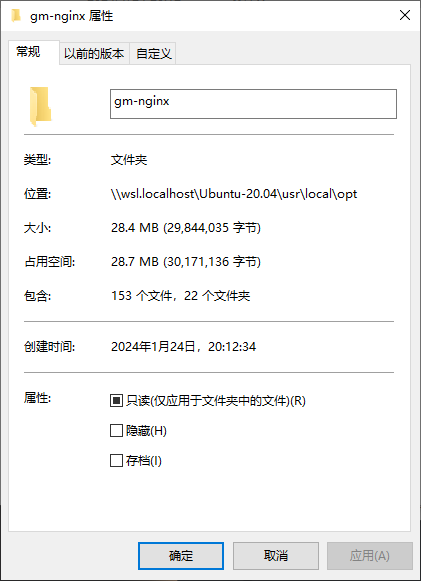 gm-nginx 属性
常规 以前的版本 自定义
gm-nginx
类型: 文件夹
位置: \\wsl.localhost\Ubuntu-20.04\usr\local\opt
大小: 28.4 MB (29,844,035 字节)
占用空间: 28.7 MB (30,171,136 字节)
包含: 153 个文件，22 个文件夹
创建时间: 2024年1月24日，20:12:34
属性: 只读(仅应用于文件夹中的文件)(R)
隐藏(H)
存档(I)
确定 取消 应用(A)